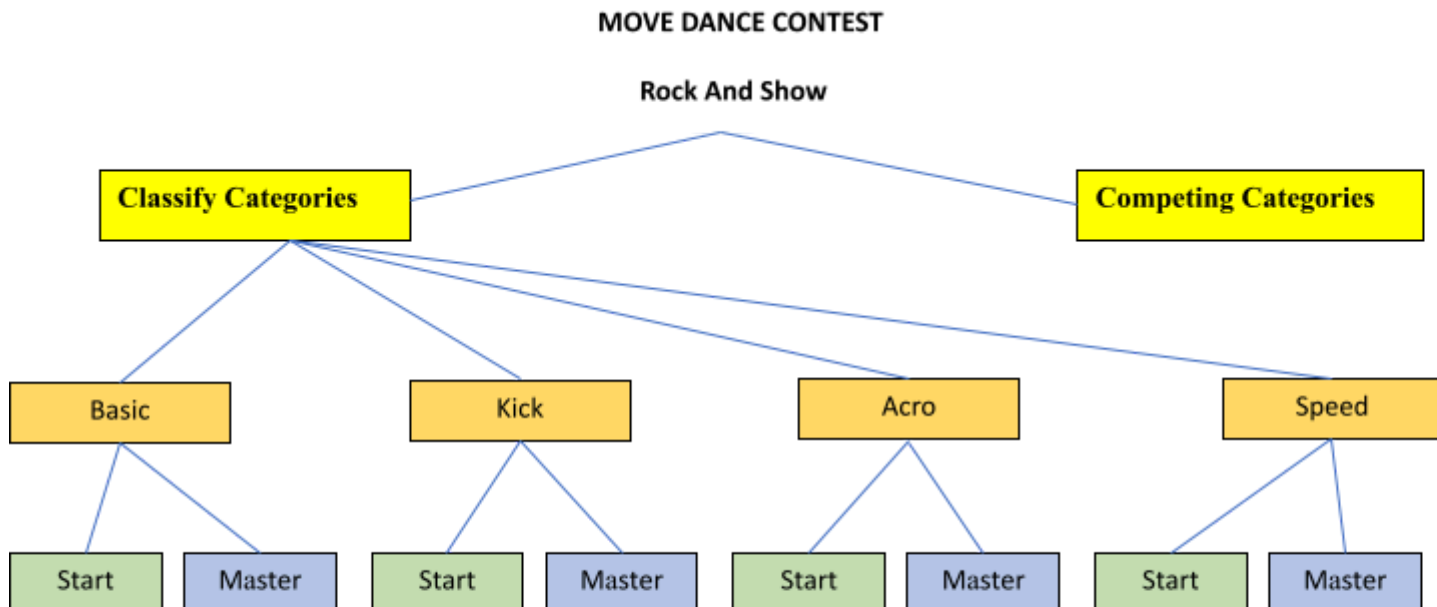 MOVE DANCE CONTEST
Rock And Show
Classify Categories
Competing Categories
Basic
Kick
Acro
Speed
Start
Master
Start
Master
Start
Master
Start
Master